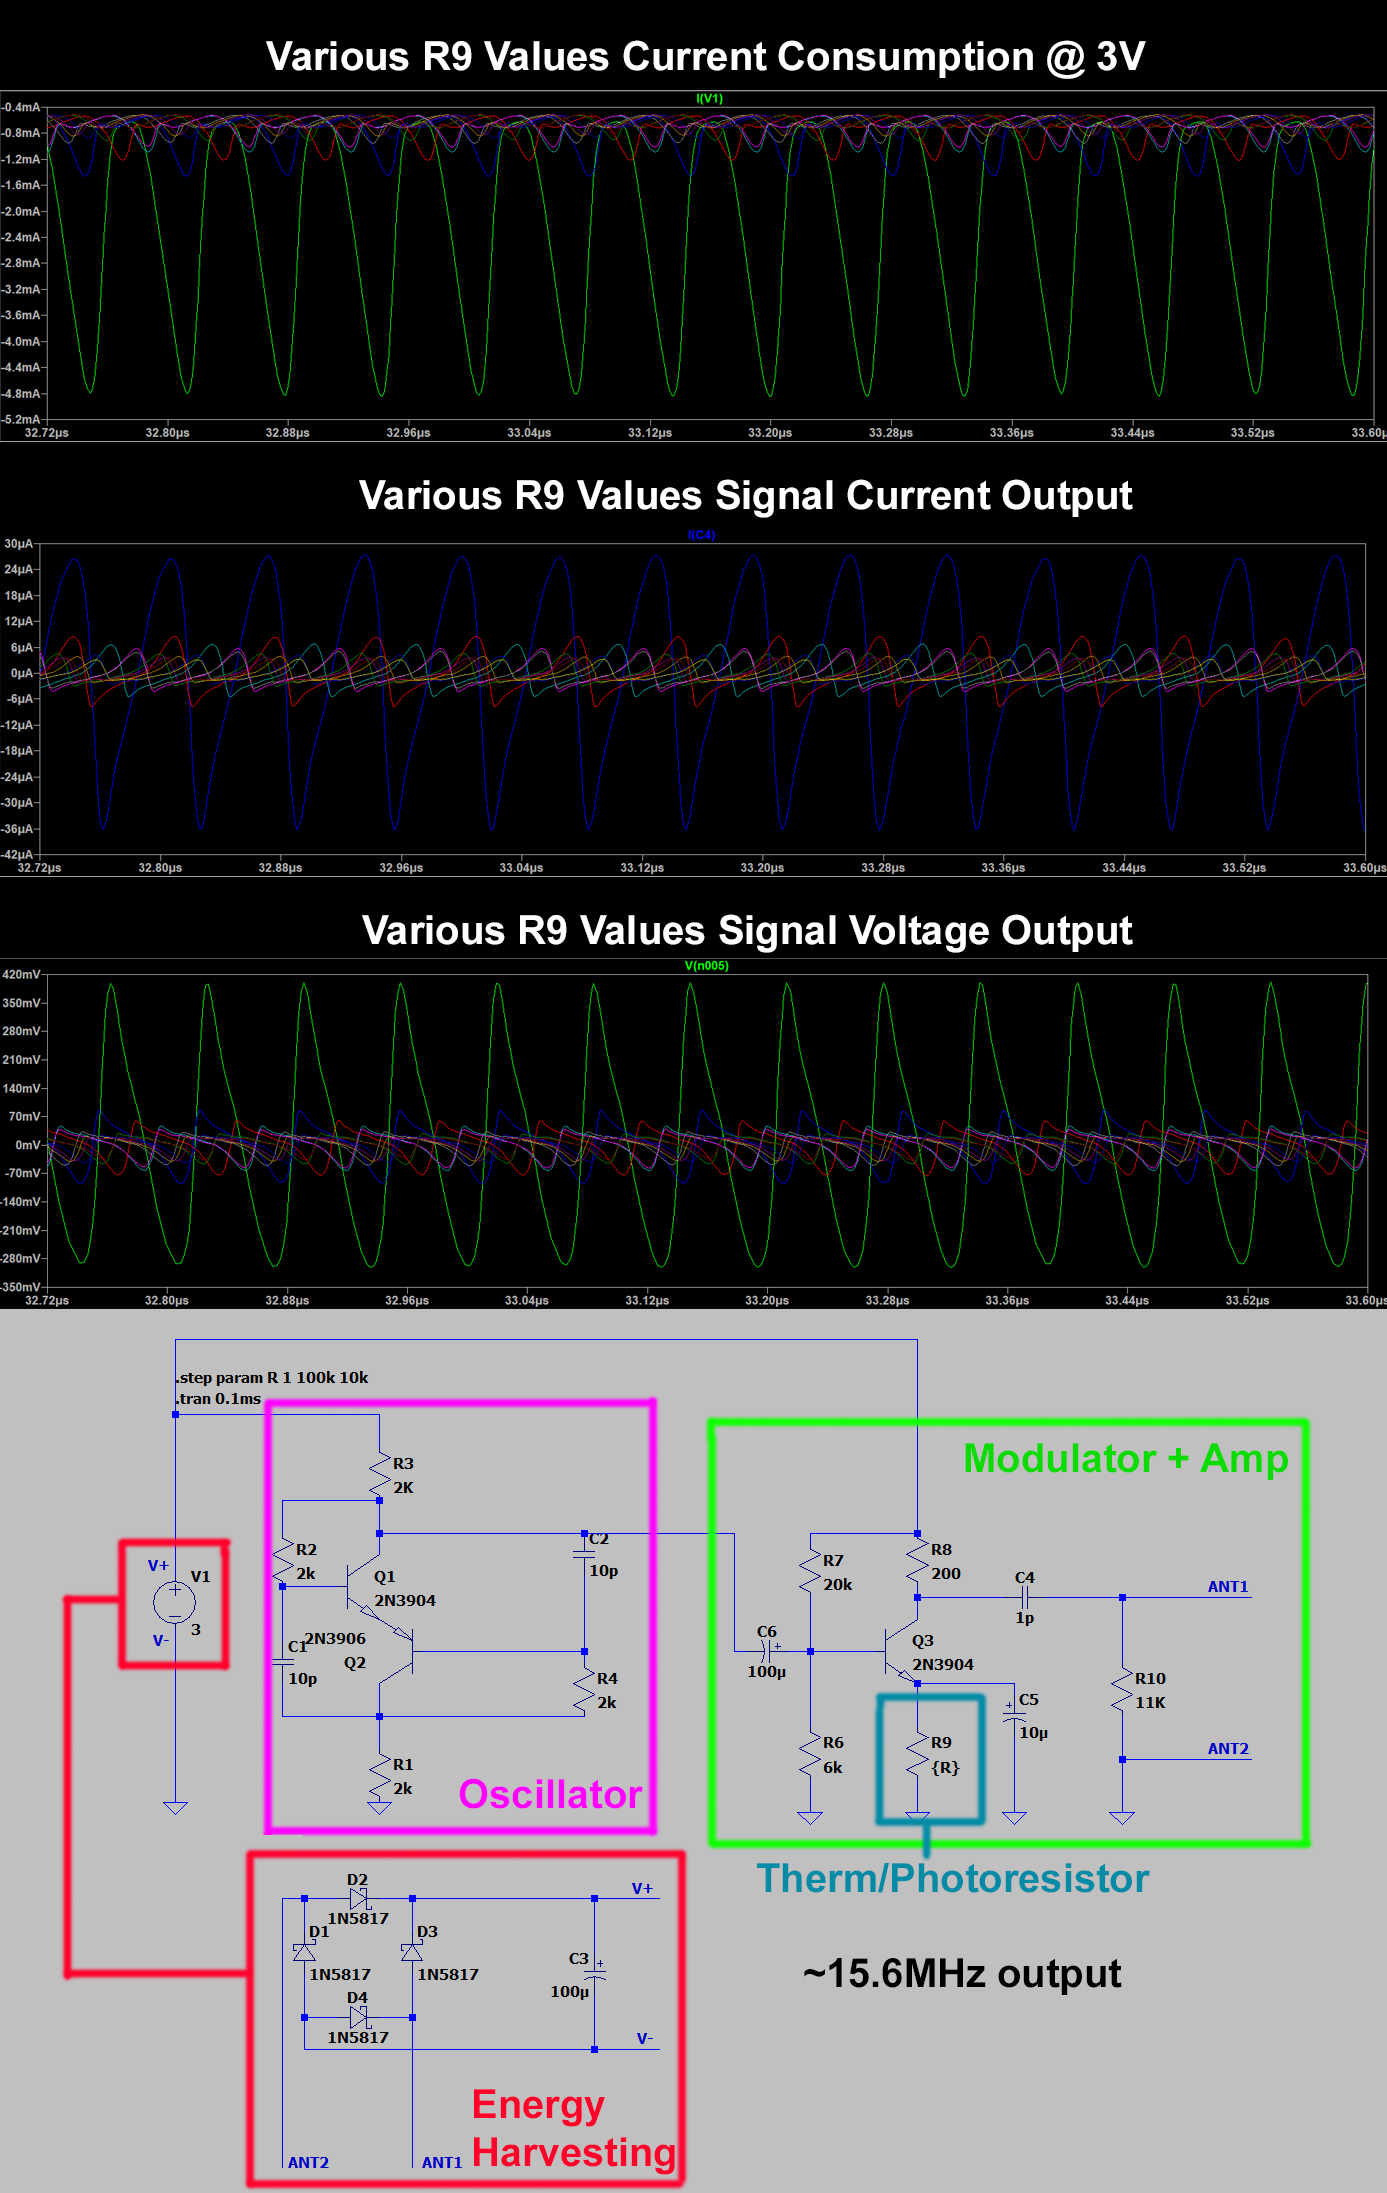 Various R9 Values Current Consumption @ 3V
I(V1)
-0.4mA
-0.8mA
-1.2mA
-1.6mA
-2.0mA
-2.4mA
-2.8mA
-3.2mA
-3.6mA
-4.0mA
-4.4mA
-4.8mA
-5.2mA
32.72µs 32.80µs 32.88µs 32.96µs 33.04µs 33.12µs 33.20µs 33.28µs 33.36µs 33.44µs 33.52µs 33.60µ
Various R9 Values Signal Current Output
I(C4)
30µA
24µA
18µA
12µA
6µA
0µA
-6µA
-12µA
-18µA
-24µA
-30µA
-36µA
-42µA
32.72µs 32.80µs 32.88µs 32.96µs 33.04µs 33.12µs 33.20µs 33.28µs 33.36µs 33.44µs 33.52µs 33.60µs
Various R9 Values Signal Voltage Output
V(n005)
420mV
350mV
280mV
210mV
140mV
70mV
0mV
-70mV
-140mV
-210mV
-280mV
-350mV
32.72µs 32.80µs 32.88µs 32.96µs 33.04µs 33.12µs 33.20µs 33.28µs 33.36µs 33.44µs 33.52µs 33.60µs
.step param R 1 100k 10k
.tran 0.1ms
V+
V1
3
V-
R3
2K
R2
2k
Q1
2N3904
C2
10p
C1
10p
2N3906
Q2
R4
2k
R1
2k
Oscillator
Modulator + Amp
R7
20k
R8
200
C4
1p
ANT1
C6
100µ
Q3
2N3904
R10
11K
C5
10µ
R6
6k
R9
{R}
ANT2
Therm/Photoresistor
D2
1N5817
D1
1N5817
D3
1N5817
D4
1N5817
C3
100µ
V+
V-
ANT2
ANT1
Energy
Harvesting
~15.6MHz output